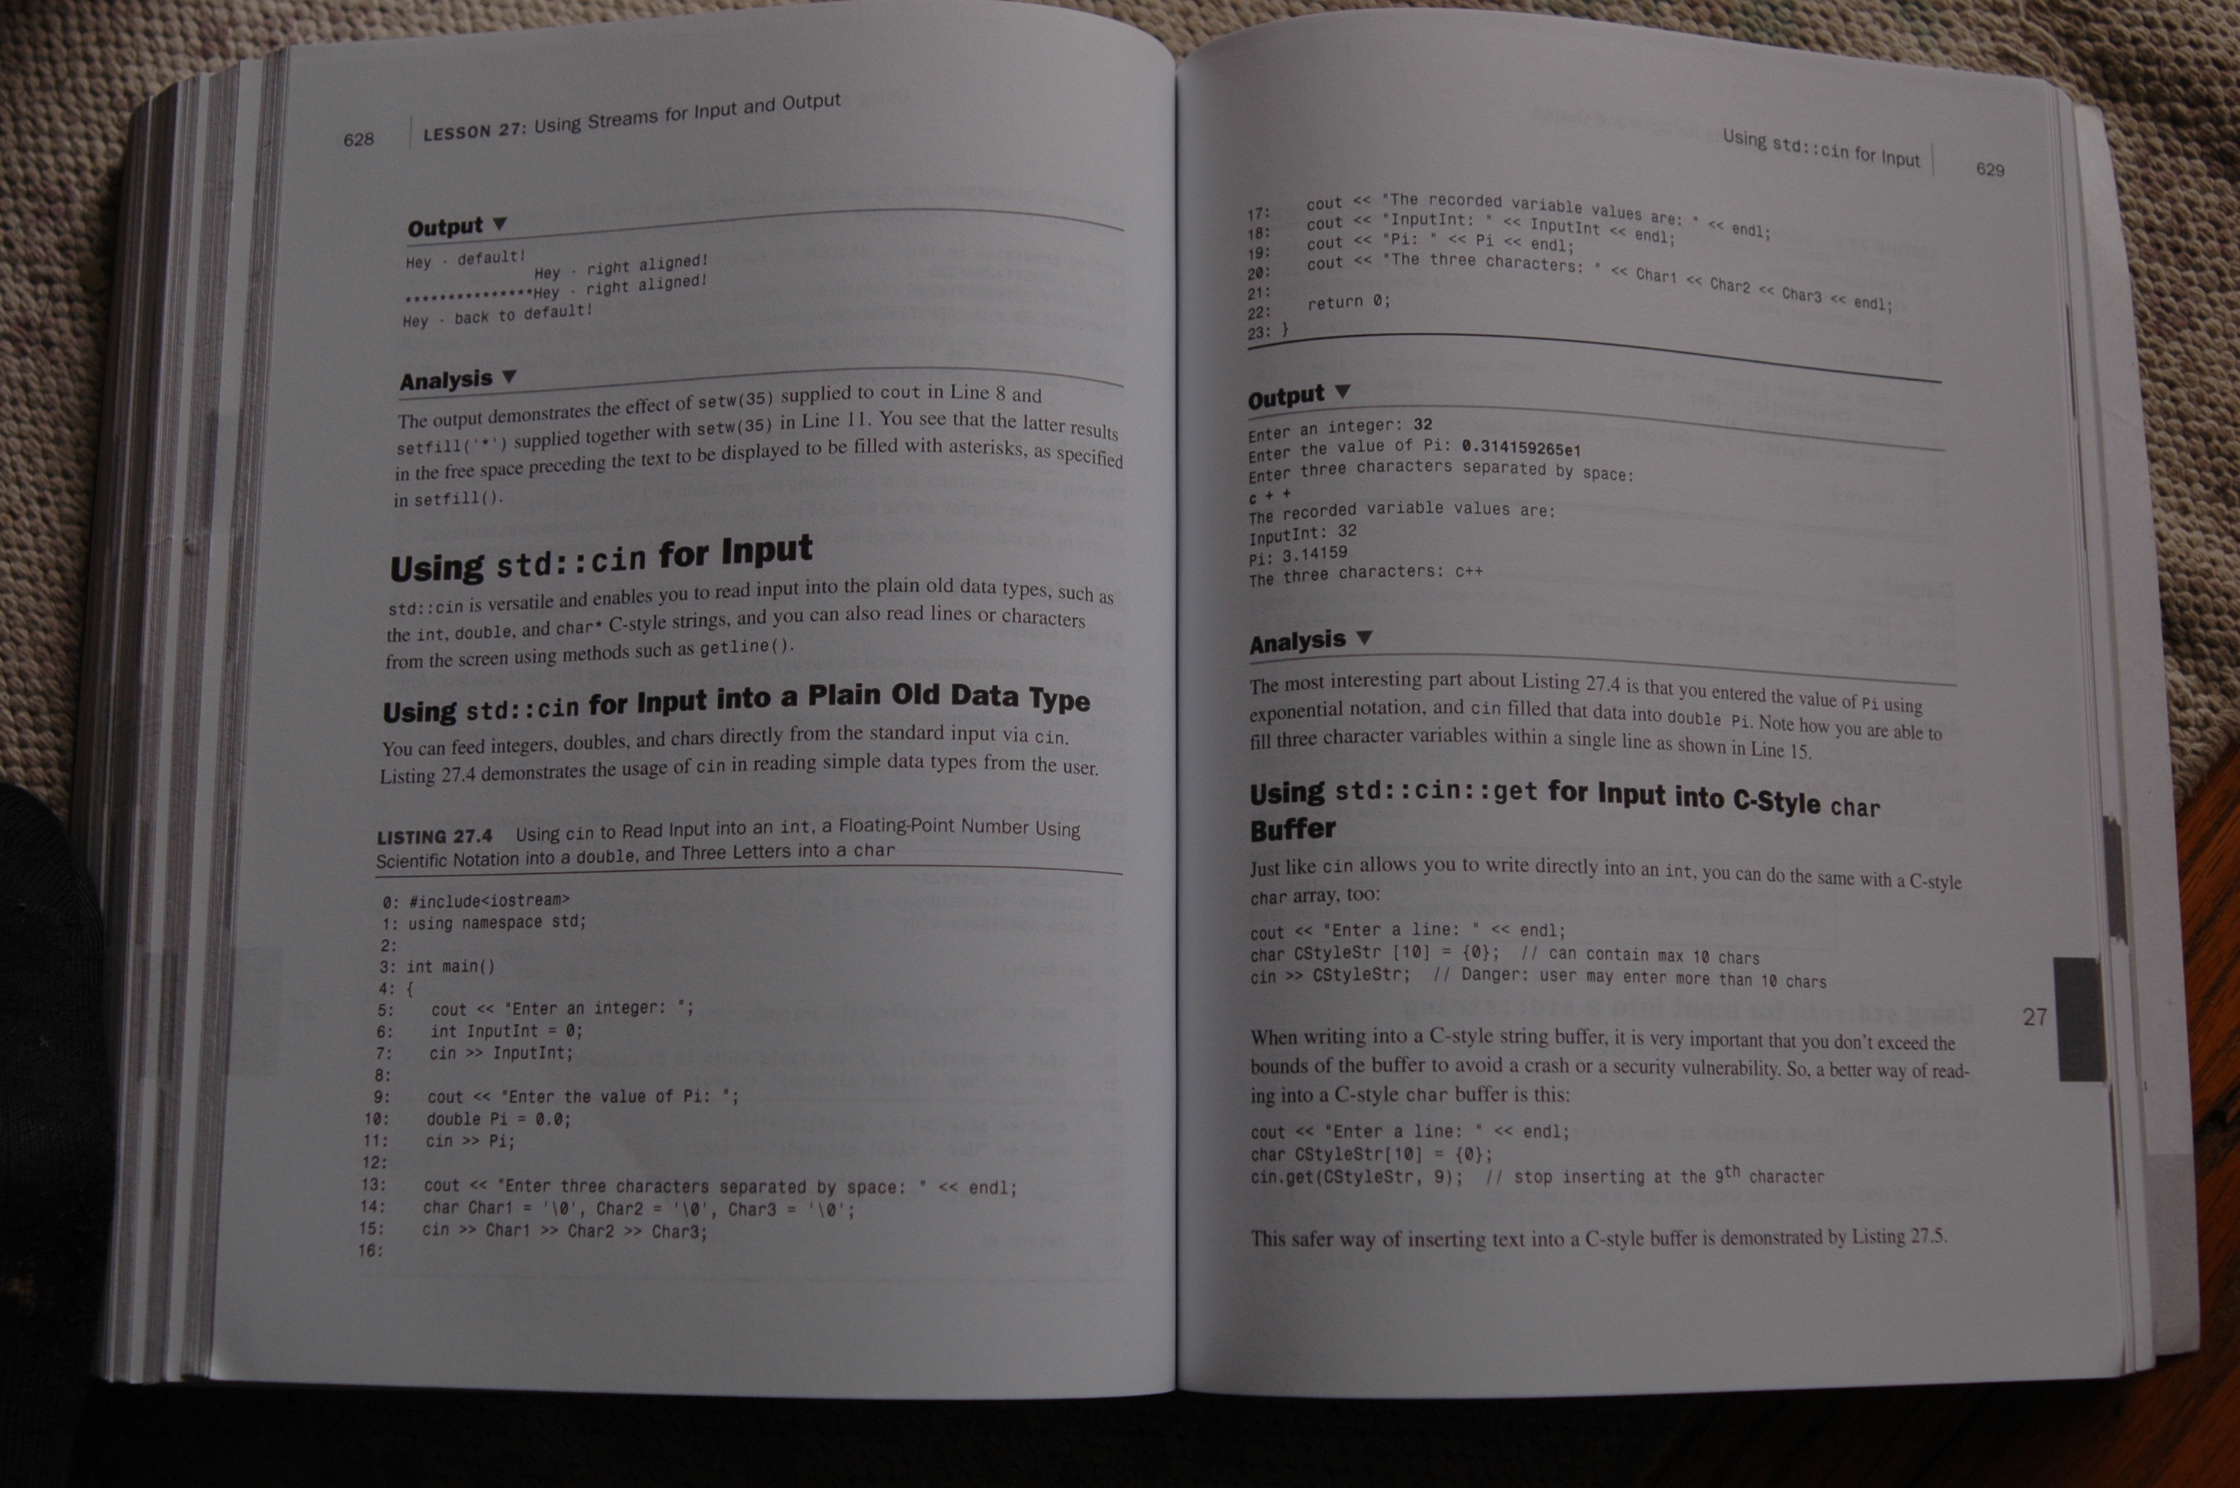 628 LESSON 27: Using Streams for Input and Output
Output ▼
Hey - default!
Hey - right aligned!
***************Hey - right aligned!
Hey - back to default!
Analysis ▼
The output demonstrates the effect of setw(35) supplied to cout in Line 8 and
setfill('*') supplied together with setw(35) in Line 11. You see that the latter results
in the free space preceding the text to be displayed to be filled with asterisks, as specified
in setfill().
Using std::cin for Input
std::cin is versatile and enables you to read input into the plain old data types, such as
the int, double, and char* C-style strings, and you can also read lines or characters
from the screen using methods such as getline().
Using std::cin for Input into a Plain Old Data Type
You can feed integers, doubles, and chars directly from the standard input via cin.
Listing 27.4 demonstrates the usage of cin in reading simple data types from the user.
LISTING 27.4 Using cin to Read Input into an int, a Floating-Point Number Using
Scientific Notation into a double, and Three Letters into a char
0: #include<iostream>
1: using namespace std;
2:
3: int main()
4: {
5: cout << "Enter an integer: ";
6: int InputInt = 0;
7: cin >> InputInt;
8:
9: cout << "Enter the value of Pi: ";
10: double Pi = 0.0;
11: cin >> Pi;
12:
13: cout << "Enter three characters separated by space: " << endl;
14: char Char1 = '\0', Char2 = '\0', Char3 = '\0';
15: cin >> Char1 >> Char2 >> Char3;
16:
Using std::cin for Input 629
17: cout << "The recorded variable values are: " << endl;
18: cout << "InputInt: " << InputInt << endl;
19: cout << "Pi: " << Pi << endl;
20: cout << "The three characters: " << Char1 << Char2 << Char3 << endl;
21:
22: return 0;
23: }
Output ▼
Enter an integer: 32
Enter the value of Pi: 0.314159265e1
Enter three characters separated by space:
c + +
The recorded variable values are:
InputInt: 32
Pi: 3.14159
The three characters: c++
Analysis ▼
The most interesting part about Listing 27.4 is that you entered the value of Pi using
exponential notation, and cin filled that data into double Pi. Note how you are able to
fill three character variables within a single line as shown in Line 15.
Using std::cin::get for Input into C-Style char
Buffer
Just like cin allows you to write directly into an int, you can do the same with a C-style
char array, too:
cout << "Enter a line: " << endl;
char CStyleStr [10] = {0}; // can contain max 10 chars
cin >> CStyleStr; // Danger: user may enter more than 10 chars
27
When writing into a C-style string buffer, it is very important that you don't exceed the
bounds of the buffer to avoid a crash or a security vulnerability. So, a better way of read-
ing into a C-style char buffer is this:
cout << "Enter a line: " << endl;
char CStyleStr[10] = {0};
cin.get(CStyleStr, 9); // stop inserting at the 9th character
This safer way of inserting text into a C-style buffer is demonstrated by Listing 27.5.